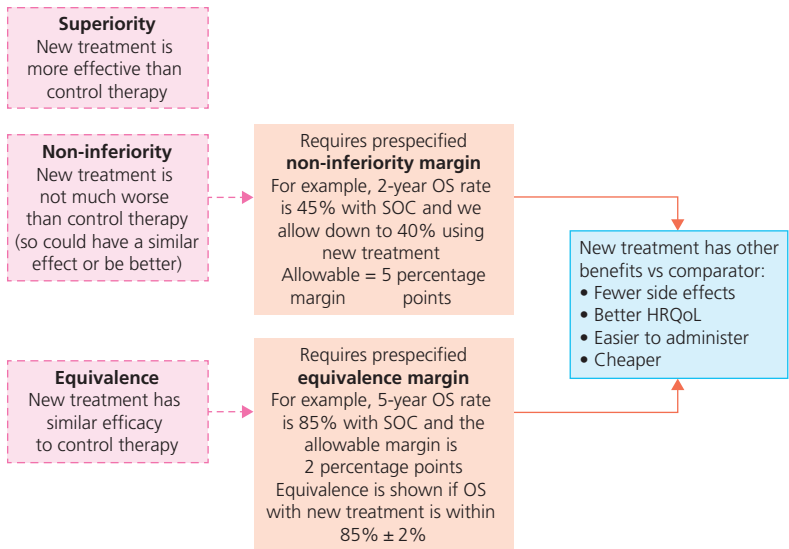 Superiority
New treatment is
more effective than
control therapy
Non-inferiority
New treatment is
not much worse
than control therapy
(so could have a similar
effect or be better)
Requires prespecified
non-inferiority margin
For example, 2-year OS rate
is 45% with SOC and we
allow down to 40% using
new treatment
Allowable = 5 percentage
margin points
Equivalence
New treatment has
similar efficacy
to control therapy
Requires prespecified
equivalence margin
For example, 5-year OS rate
is 85% with SOC and the
allowable margin is
2 percentage points
Equivalence is shown if OS
with new treatment is within
85% ± 2%
New treatment has other
benefits vs comparator:
• Fewer side effects
• Better HRQoL
• Easier to administer
• Cheaper